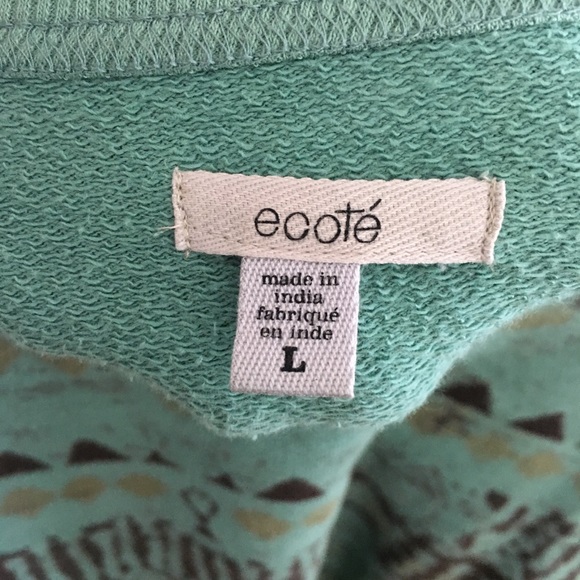 ecoté
made in
india
fabriqué
en inde
L